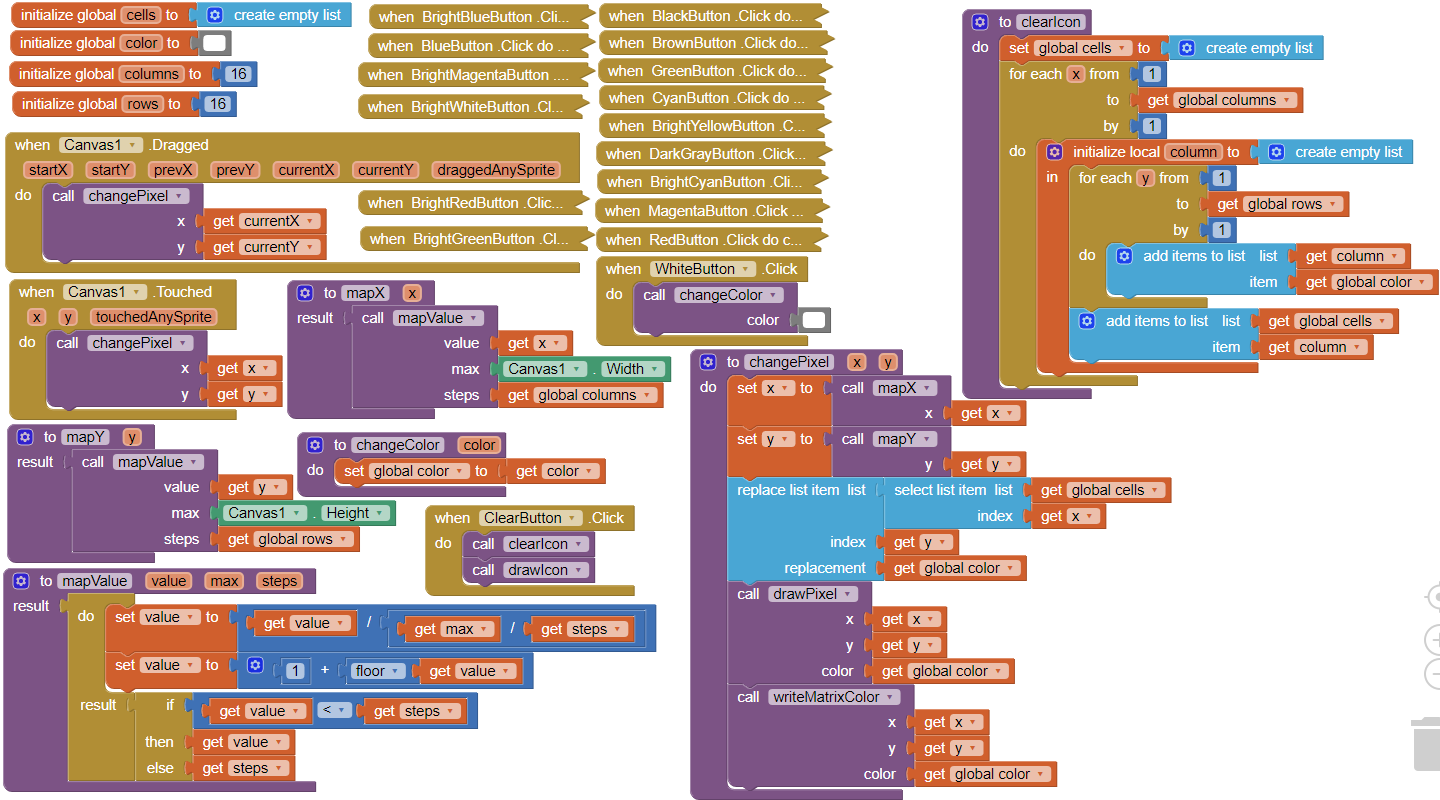 initialize global cells to create empty list
initialize global color to
initialize global columns to 16
initialize global rows to 16
when BrightBlueButton .Cli...
when BlueButton .Click do ...
when BrightMagentaButton ....
when BrightWhiteButton .Cl...
when BlackButton .Click do...
when BrownButton .Click do...
when GreenButton .Click do...
when CyanButton .Click do ...
when BrightYellowButton .C...
when DarkGrayButton .Click...
when BrightCyanButton .Cli...
when MagentaButton .Click ...
when RedButton .Click do c...
when BrightRedButton .Clic...
when BrightGreenButton .Cl...
when Canvas1 .Dragged
startX startY prevX prevY currentX currentY draggedAnySprite
do call changePixel
x get currentX
y get currentY
when Canvas1 .Touched
x y touchedAnySprite
do call changePixel
x get x
y get y
to mapX x
result call mapValue
value get x
max Canvas1 . Width
steps get global columns
when WhiteButton .Click
do call changeColor
color
to mapY y
result call mapValue
value get y
max Canvas1 . Height
steps get global rows
to changeColor color
do set global color to get color
when ClearButton .Click
do call clearIcon
call drawIcon
to mapValue value max steps
result do set value to get value / get max / get steps
set value to 1 + floor get value
result if get value < get steps
then get value
else get steps
to changePixel x y
do set x to call mapX
x get x
set y to call mapY
y get y
replace list item list select list item list get global cells
index get x
index get y
replacement get global color
call drawPixel
x get x
y get y
color get global color
call writeMatrixColor
x get x
y get y
color get global color
to clearIcon
do set global cells to create empty list
for each x from 1
to get global columns
by 1
do initialize local column to create empty list
in for each y from 1
to get global rows
by 1
do add items to list list get column
item get global color
add items to list list get global cells
item get column